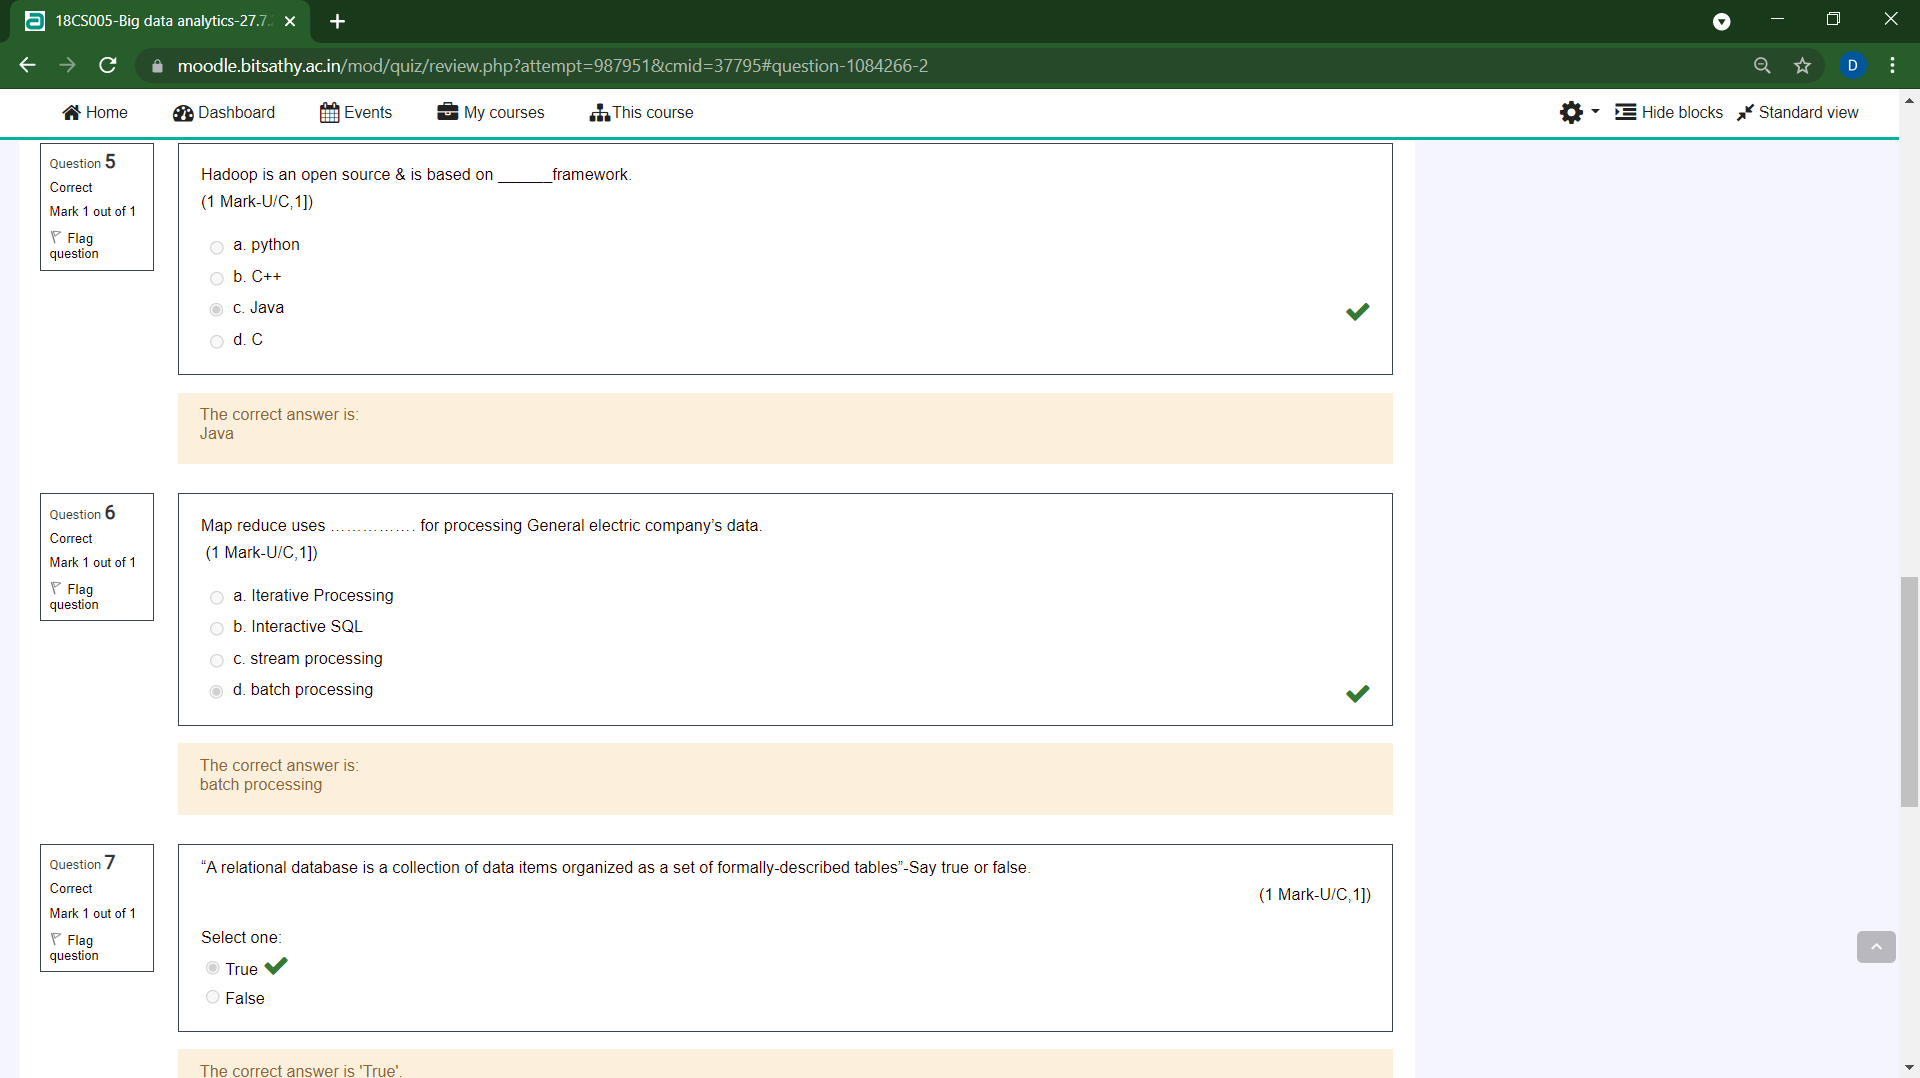 18CS005-Big data analytics-27.7.
moodle.bitsathy.ac.in/mod/quiz/review.php?attempt=987951&cmid=37795#question-1084266-2
D
Home Dashboard Events My courses This course Hide blocks Standard view
Question 5
Correct
Mark 1 out of 1
Flag
question
Hadoop is an open source & is based on ______framework.
(1 Mark-U/C,1])
a. python
b. C++
c. Java
d. C
The correct answer is:
Java
Question 6
Correct
Mark 1 out of 1
Flag
question
Map reduce uses …………… for processing General electric company’s data.
(1 Mark-U/C,1])
a. Iterative Processing
b. Interactive SQL
c. stream processing
d. batch processing
The correct answer is:
batch processing
Question 7
Correct
Mark 1 out of 1
Flag
question
“A relational database is a collection of data items organized as a set of formally-described tables”-Say true or false.
(1 Mark-U/C,1])
Select one:
True
False
The correct answer is 'True'.